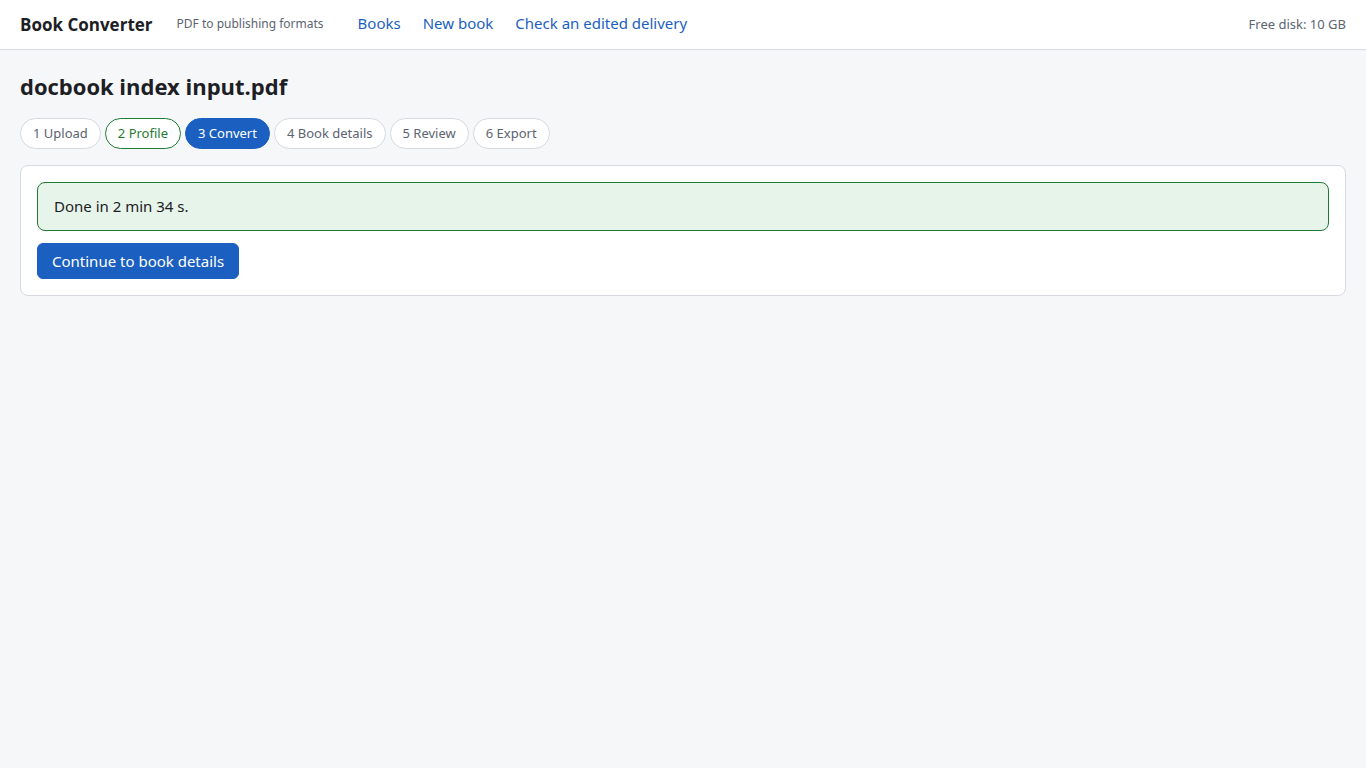 Book Converter PDF to publishing formats Books New book Check an edited delivery Free disk: 10 GB
docbook index input.pdf
1 Upload 2 Profile 3 Convert 4 Book details 5 Review 6 Export
Done in 2 min 34 s.
Continue to book details